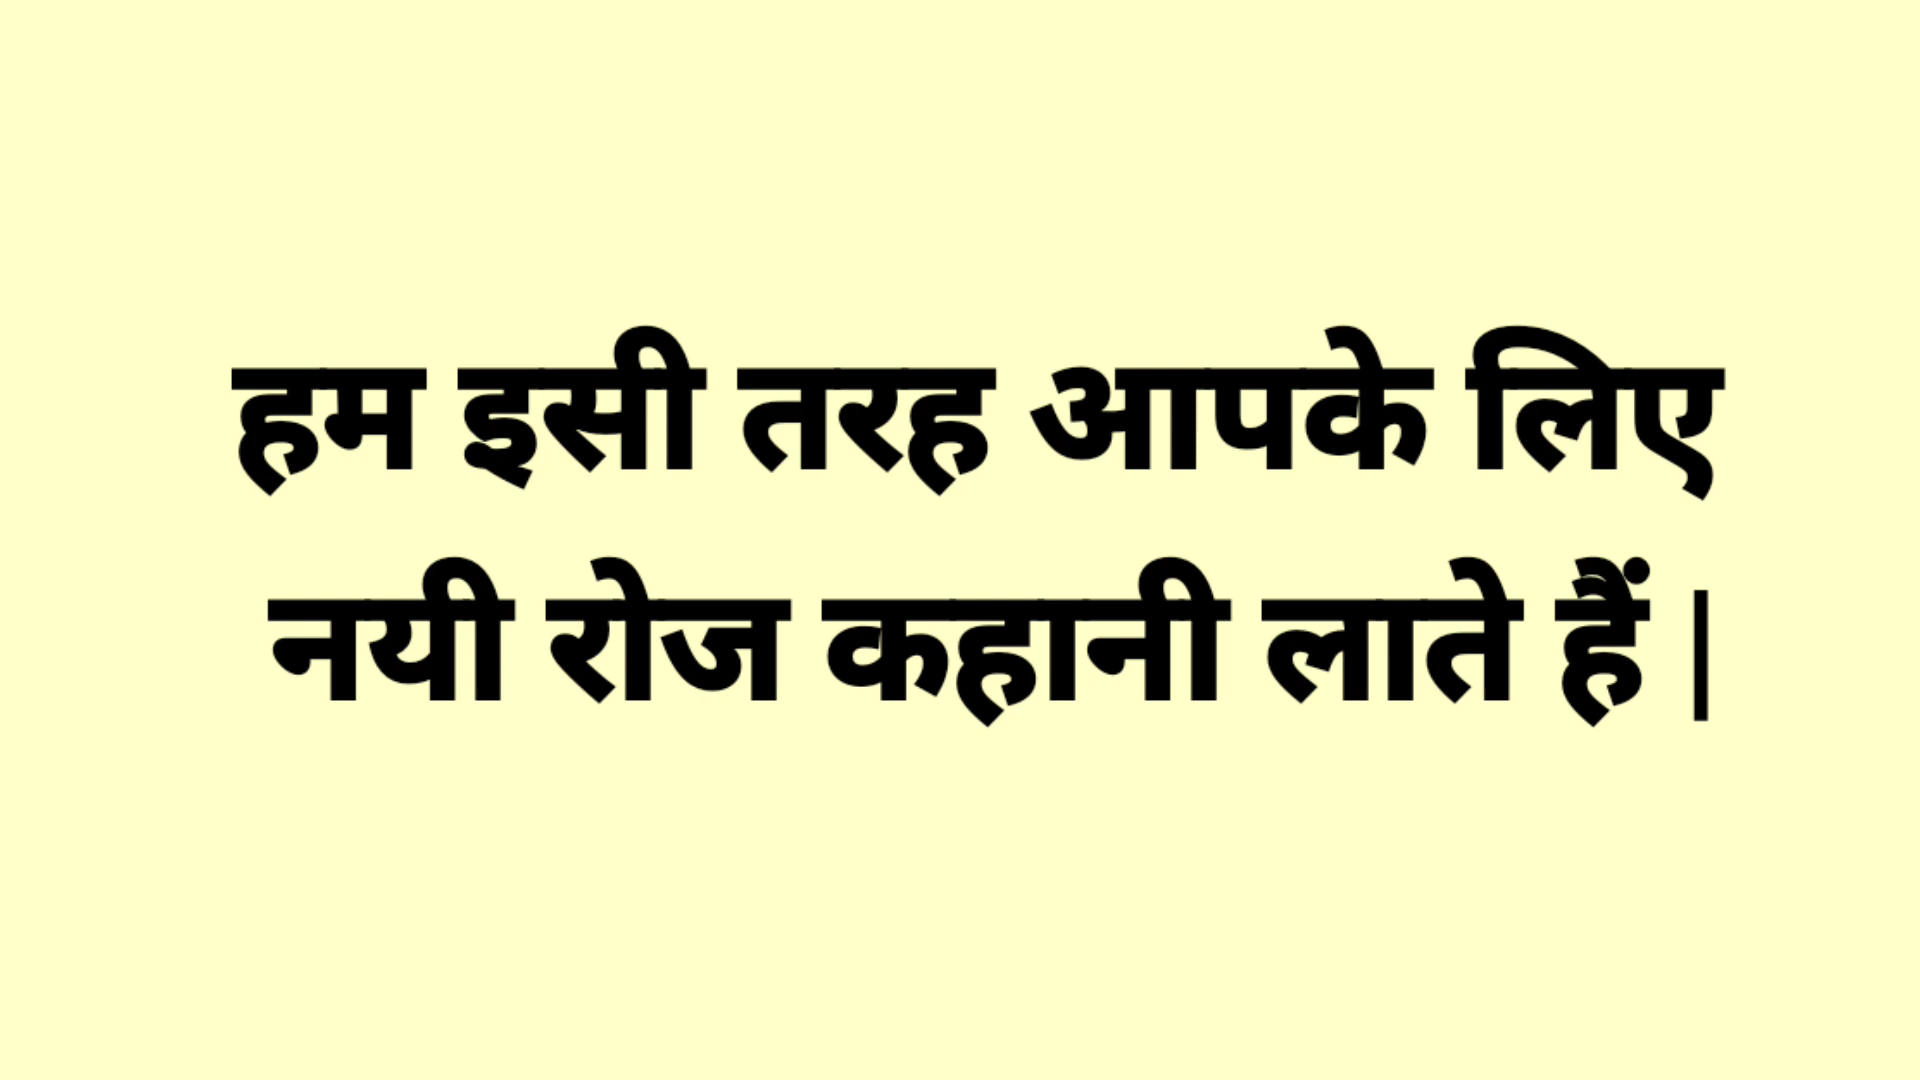 हम इसी तरह आपके लिए
नयी रोज कहानी लाते हैं |